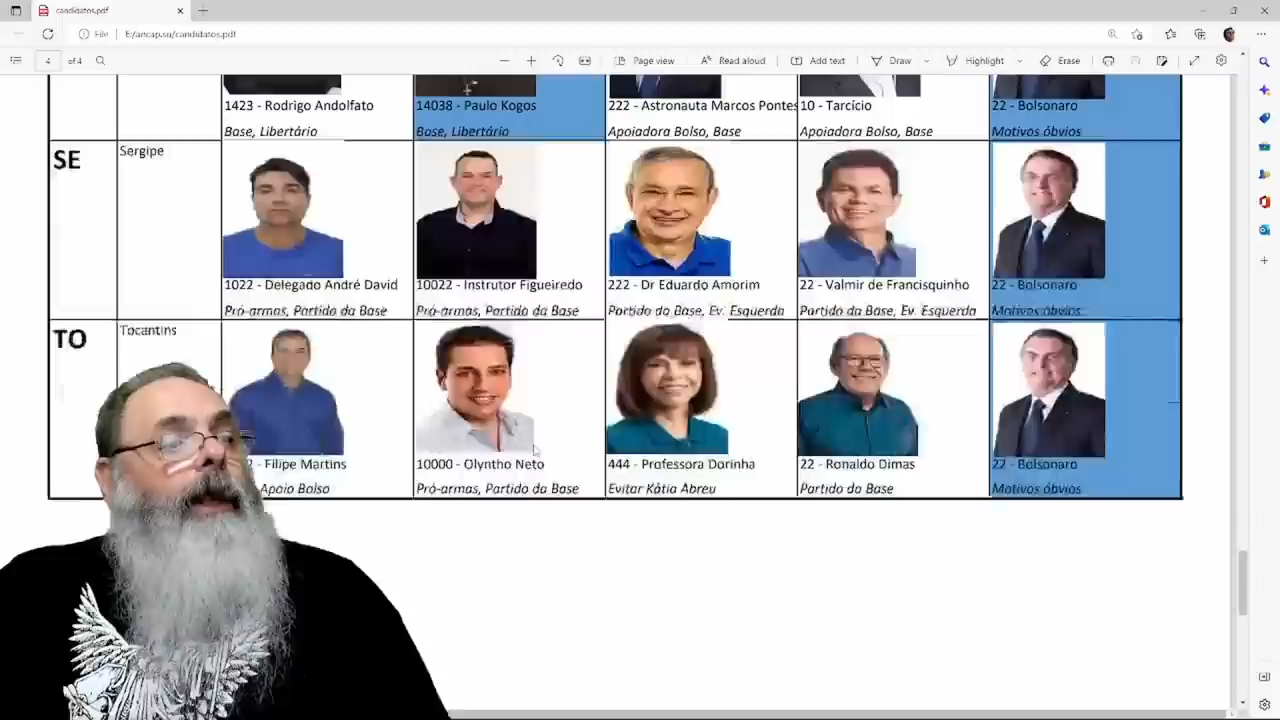 candidatos.pdf
File
E:/ancap.su/candidatos.pdf
4 of 4
Page view
Read aloud
Add text
Draw
Highlight
Erase
1423 - Rodrigo Andolfato
Base, Libertário
14038 - Paulo Kogos
Base, Libertário
222 - Astronauta Marcos Pontes
Apoiadora Bolso, Base
10 - Tarcício
Apoiadora Bolso, Base
22 - Bolsonaro
Motivos óbvios
SE
Sergipe
1022 - Delegado André David
Pró-armas, Partido da Base
10022 - Instrutor Figueiredo
Pró-armas, Partido da Base
222 - Dr Eduardo Amorim
Partido da Base, Ev. Esquerda
22 - Valmir de Francisquinho
Partido da Base, Ev. Esquerda
22 - Bolsonaro
Motivos óbvios
TO
Tocantins
- Filipe Martins
Apoio Bolso
10000 - Olyntho Neto
Pró-armas, Partido da Base
444 - Professora Dorinha
Evitar Kátia Abreu
22 - Ronaldo Dimas
Partido da Base
22 - Bolsonaro
Motivos óbvios